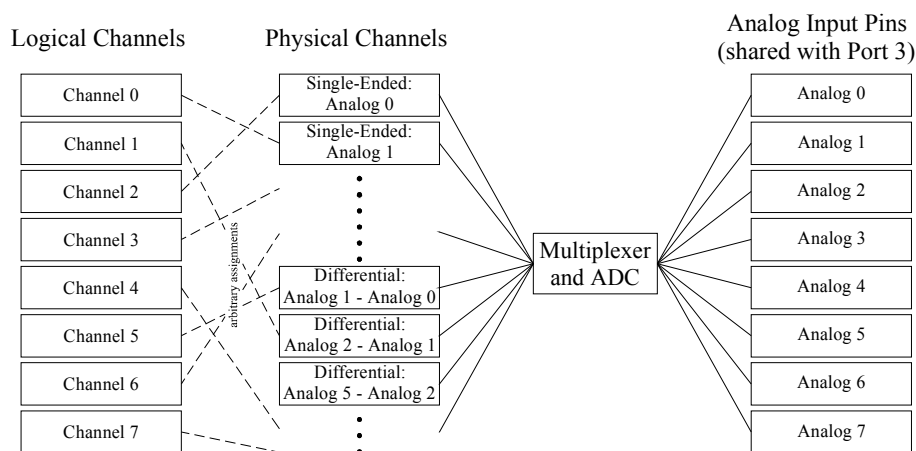 Logical Channels
Physical Channels
Analog Input Pins
(shared with Port 3)
Channel 0
Channel 1
Channel 2
Channel 3
Channel 4
Channel 5
Channel 6
Channel 7
arbitrary assignments
Single-Ended:
Analog 0
Single-Ended:
Analog 1
Differential:
Analog 1 - Analog 0
Differential:
Analog 2 - Analog 1
Differential:
Analog 5 - Analog 2
Multiplexer
and ADC
Analog 0
Analog 1
Analog 2
Analog 3
Analog 4
Analog 5
Analog 6
Analog 7